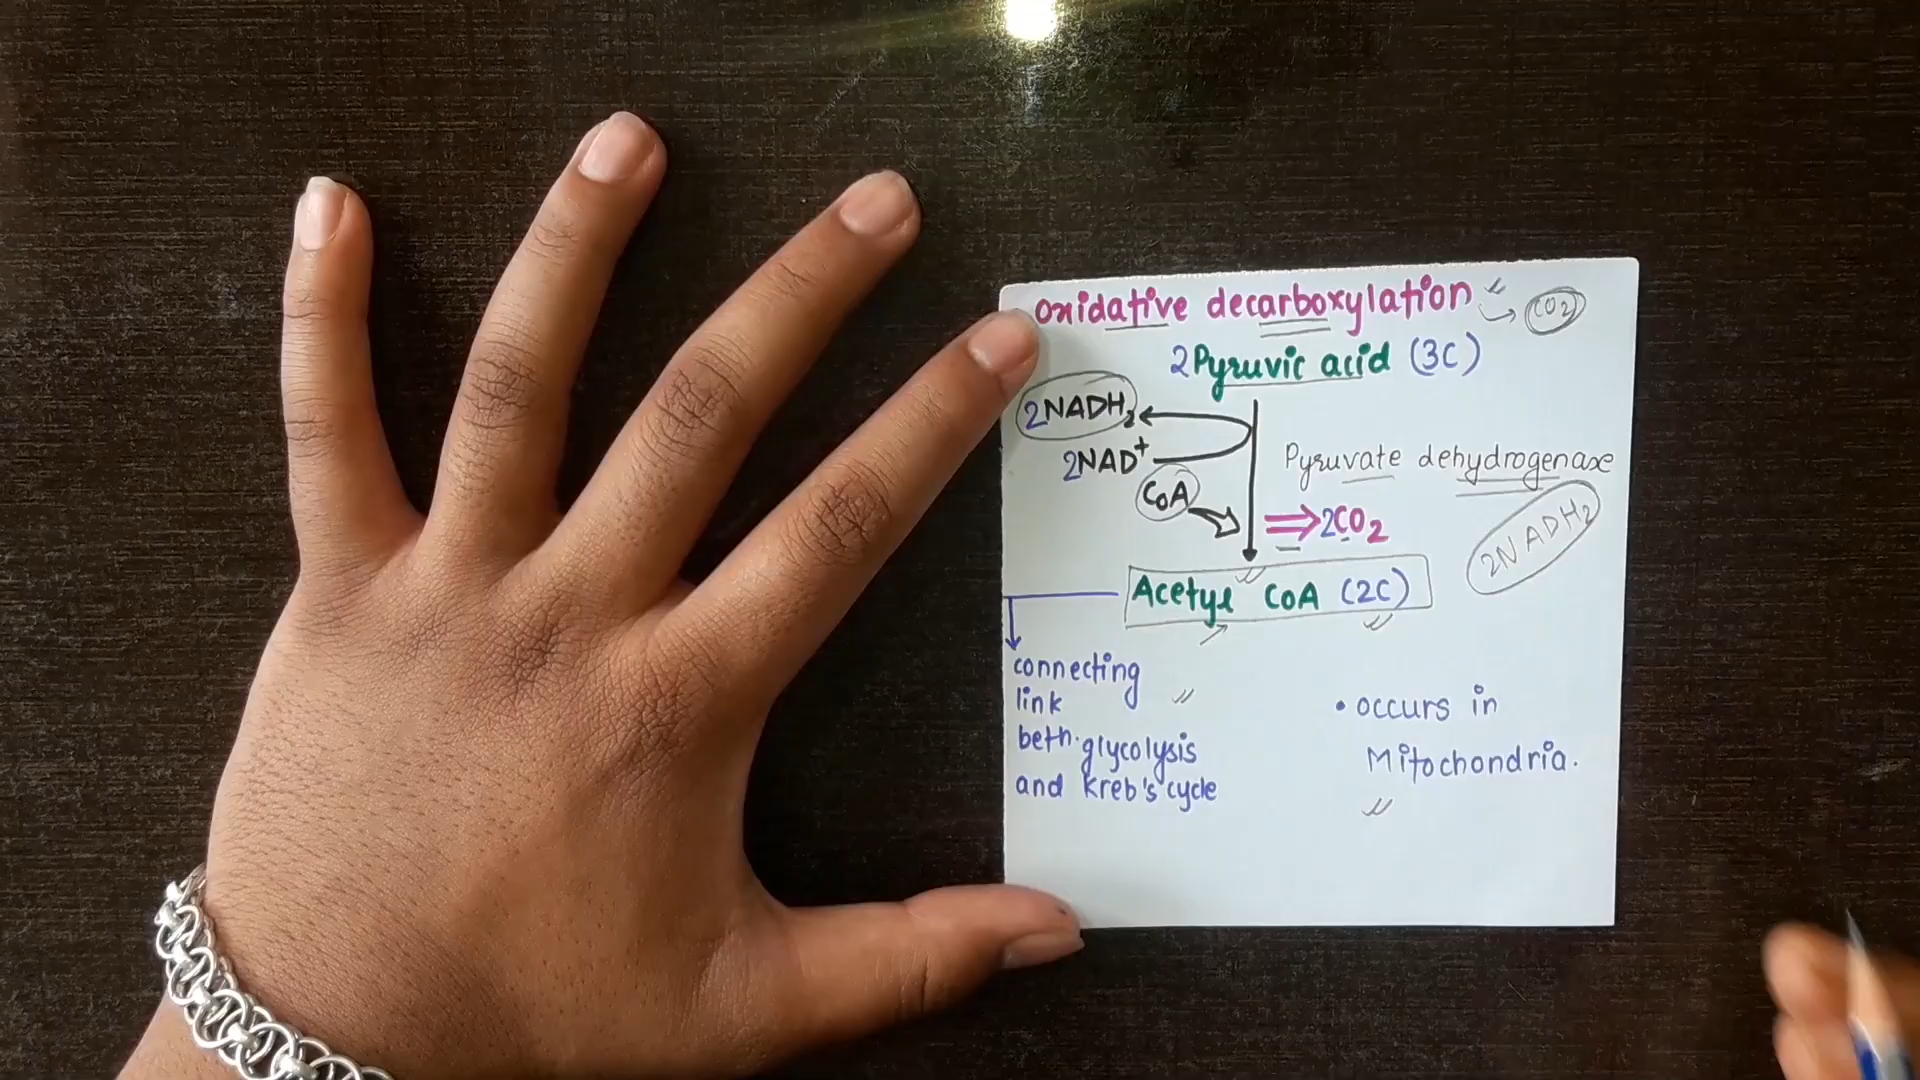 oxidative decarboxylation → CO2
2Pyruvic acid (3C)
2NADH2
2NAD+
Pyruvate dehydrogenase
CoA
⇒2CO2
2NADH2
Acetyl CoA (2C)
connecting
link
beth. glycolysis
and kreb's cycle
• occurs in
Mitochondria.